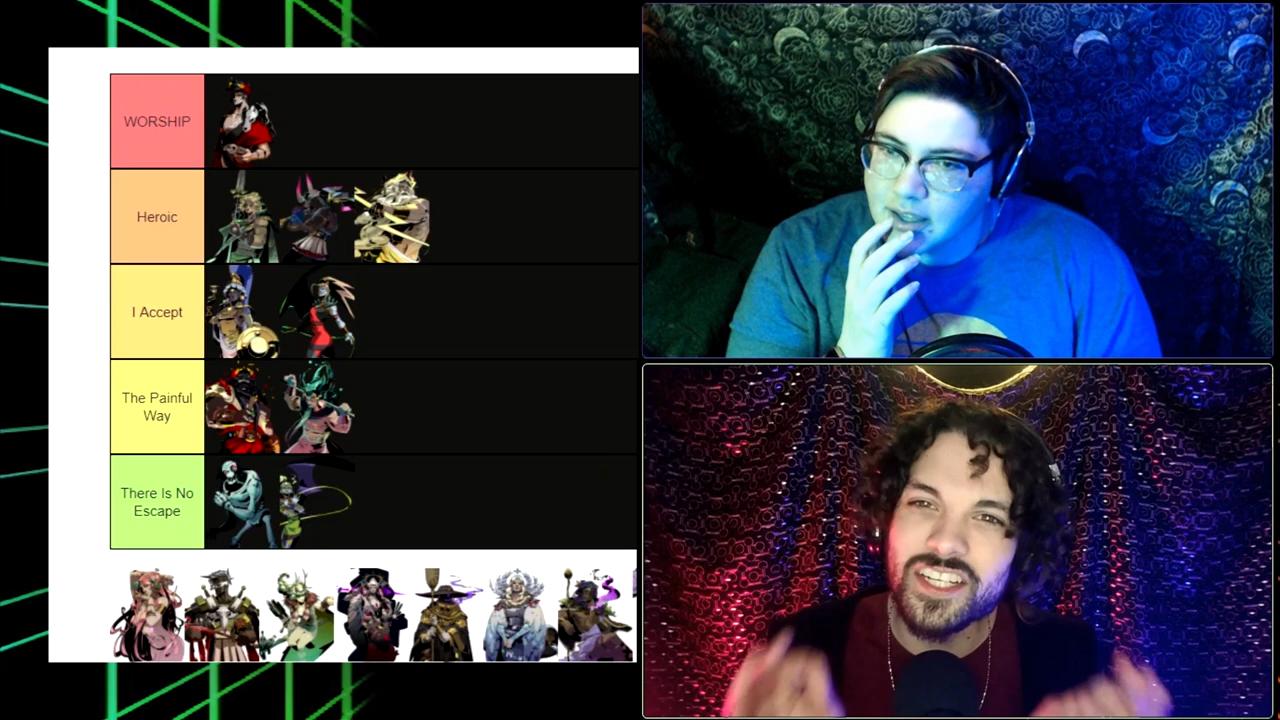 WORSHIP
Heroic
I Accept
The Painful
Way
There Is No
Escape